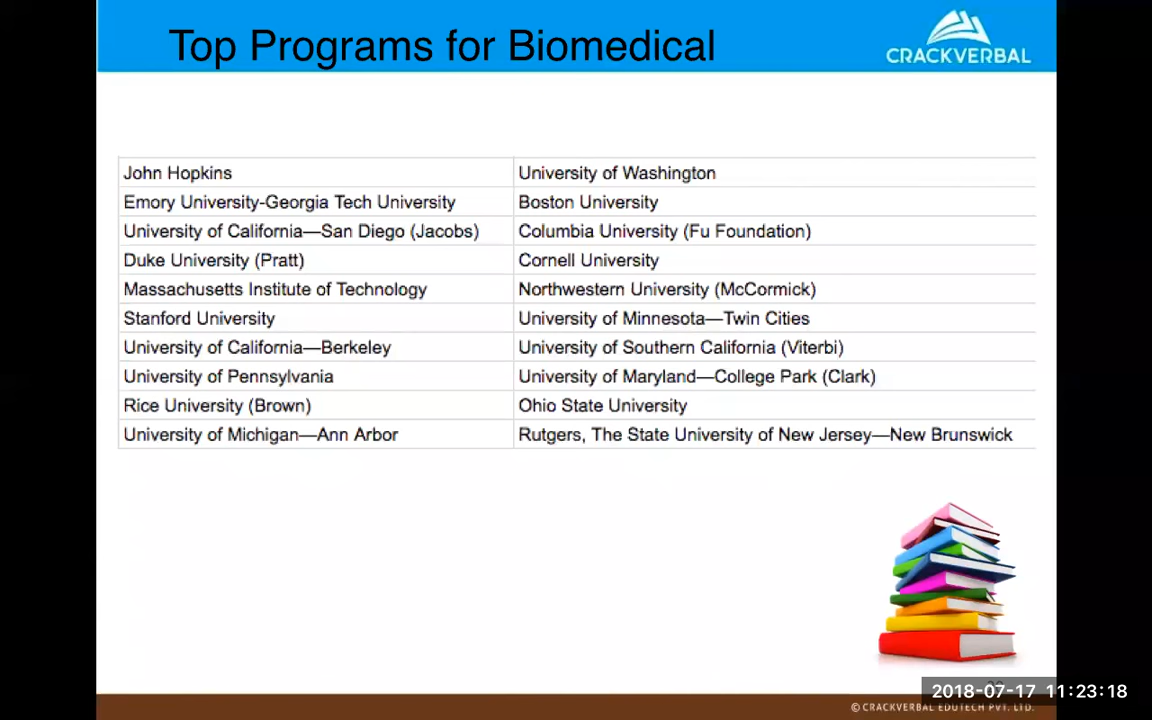 Top Programs for Biomedical
CRACKVERBAL
John Hopkins
University of Washington
Emory University-Georgia Tech University
Boston University
University of California—San Diego (Jacobs)
Columbia University (Fu Foundation)
Duke University (Pratt)
Cornell University
Massachusetts Institute of Technology
Northwestern University (McCormick)
Stanford University
University of Minnesota—Twin Cities
University of California—Berkeley
University of Southern California (Viterbi)
University of Pennsylvania
University of Maryland—College Park (Clark)
Rice University (Brown)
Ohio State University
University of Michigan—Ann Arbor
Rutgers, The State University of New Jersey—New Brunswick
2018-07-17 11:23:18
© CRACKVERBAL EDUTECH PVT. LTD.